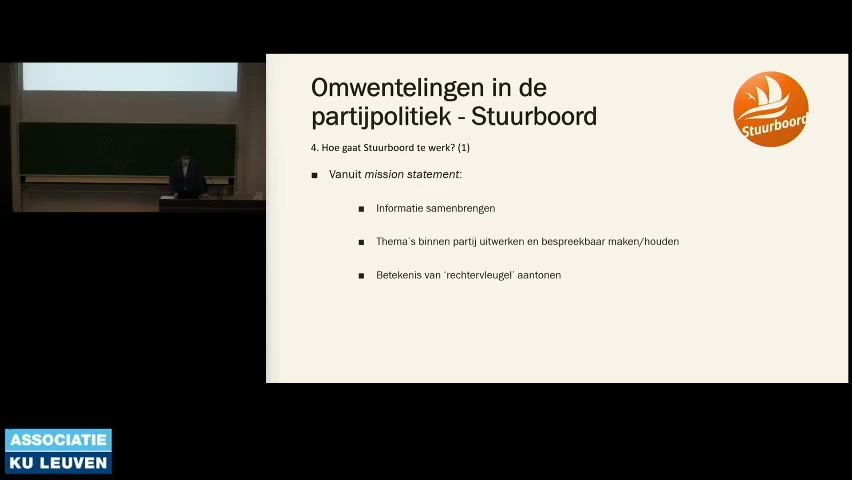 Omwentelingen in de
partijpolitiek - Stuurboord
Stuurboord
4. Hoe gaat Stuurboord te werk? (1)
■ Vanuit mission statement:
■ Informatie samenbrengen
■ Thema's binnen partij uitwerken en bespreekbaar maken/houden
■ Betekenis van 'rechtervleugel' aantonen
ASSOCIATIE
KU LEUVEN